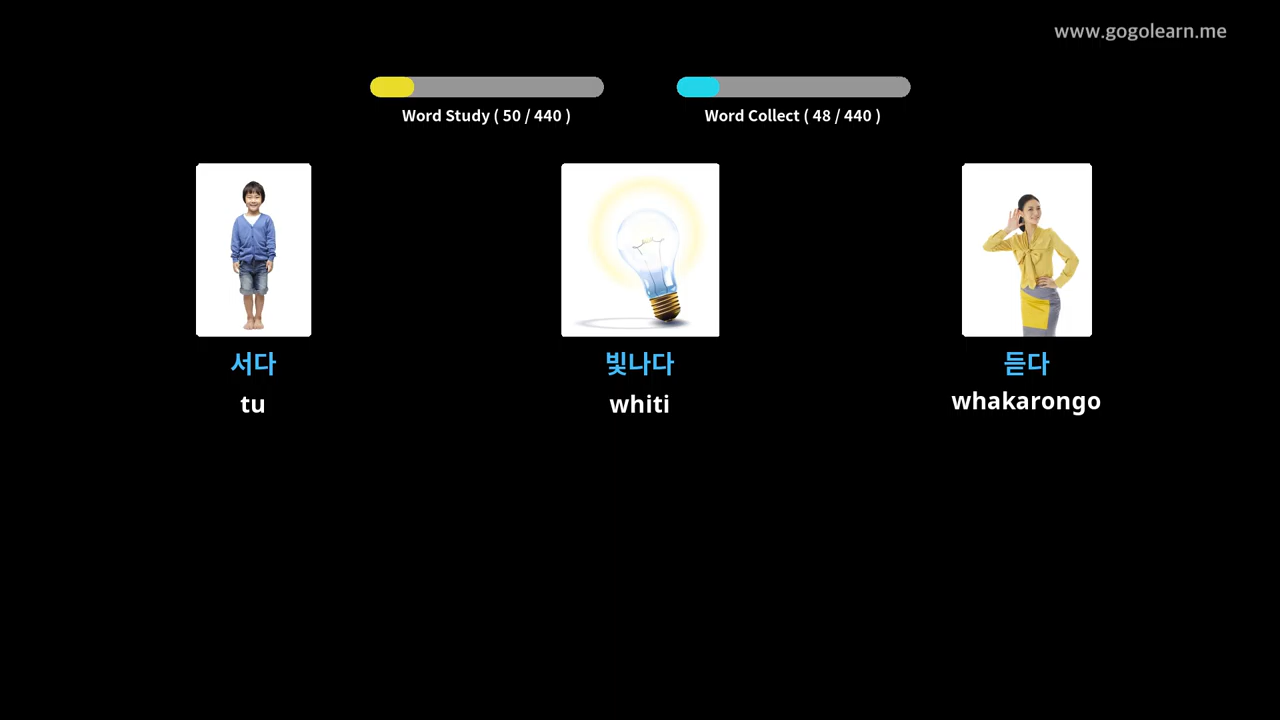 www.gogolearn.me
Word Study ( 50 / 440 )
Word Collect ( 48 / 440 )
서다
tu
빛나다
whiti
듣다
whakarongo